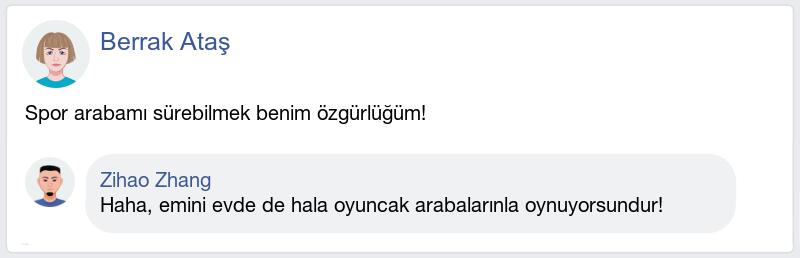 Berrak Ataş
Spor arabamı sürebilmek benim özgürlüğüm!
Zihao Zhang
Haha, emini evde de hala oyuncak arabalarınla oynuyorsundur!